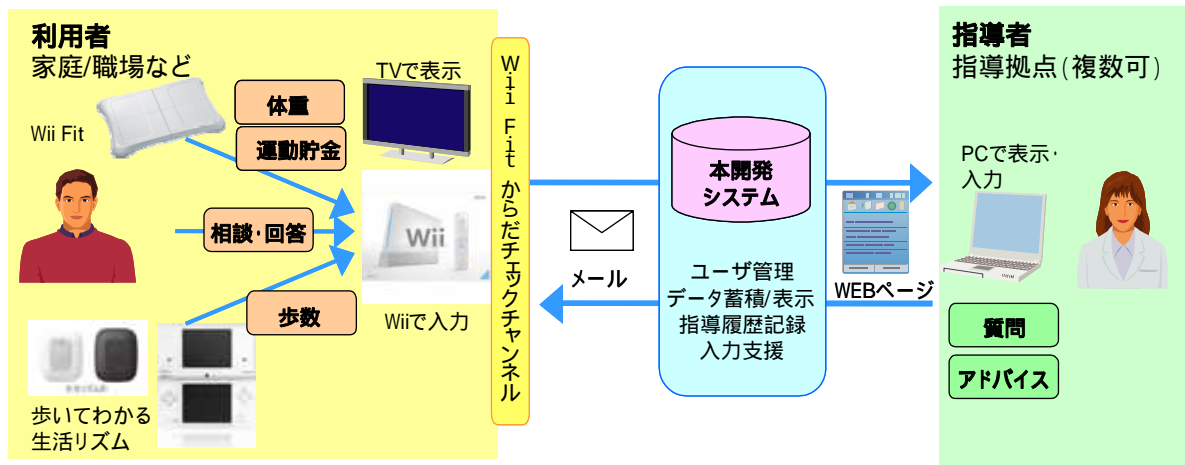 利用者
家庭/職場など
Wii Fit
体重
運動貯金
TVで表示
相談・回答
Wii
Wiiで入力
歩数
歩いてわかる
生活リズム
Wii Fit からだチェックチャンネル
メール
本開発
システム
ユーザ管理
データ蓄積/表示
指導履歴記録
入力支援
WEBページ
指導者
指導拠点(複数可)
PCで表示・
入力
質問
アドバイス